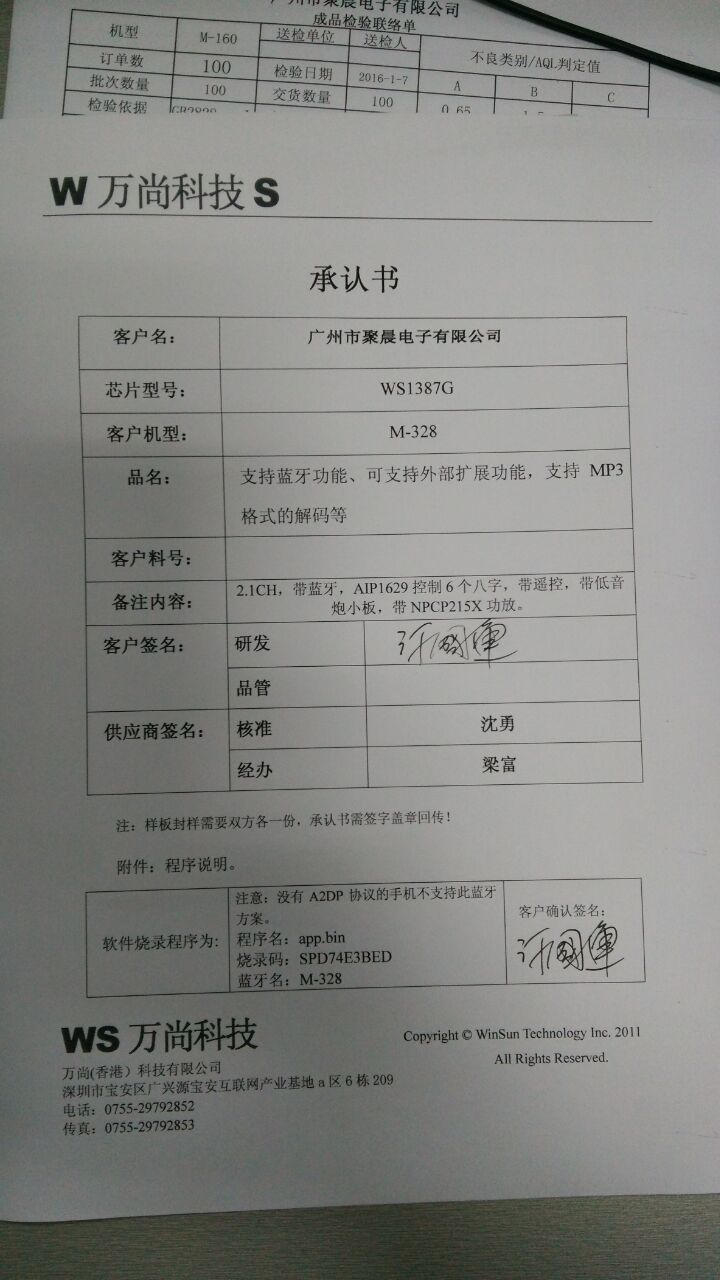 广州市聚晨电子有限公司
成品检验联络单
机型 M-160 送检单位 送检人 不良类别/AQL判定值
订单数 100 检验日期 2016-1-7 A B C
批次数量 100 交货数量 100 0.65
检验依据
W 万尚科技 S
承认书
客户名： 广州市聚晨电子有限公司
芯片型号： WS1387G
客户机型： M-328
品名： 支持蓝牙功能、可支持外部扩展功能，支持 MP3
格式的解码等
客户料号：
备注内容： 2.1CH，带蓝牙，AIP1629 控制 6 个八字，带遥控，带低音
炮小板，带 NPCP215X 功放。
客户签名： 研发
品管
供应商签名： 核准 沈勇
经办 梁富
注：样板封样需要双方各一份，承认书需签字盖章回传！
附件：程序说明。
软件烧录程序为: 注意：没有 A2DP 协议的手机不支持此蓝牙
方案。
程序名：app.bin
烧录码：SPD74E3BED
蓝牙名：M-328
客户确认签名：
WS 万尚科技
Copyright © WinSun Technology Inc. 2011
All Rights Reserved.
万尚(香港）科技有限公司
深圳市宝安区广兴源宝安互联网产业基地 a 区 6 栋 209
电话：0755-29792852
传真：0755-29792853